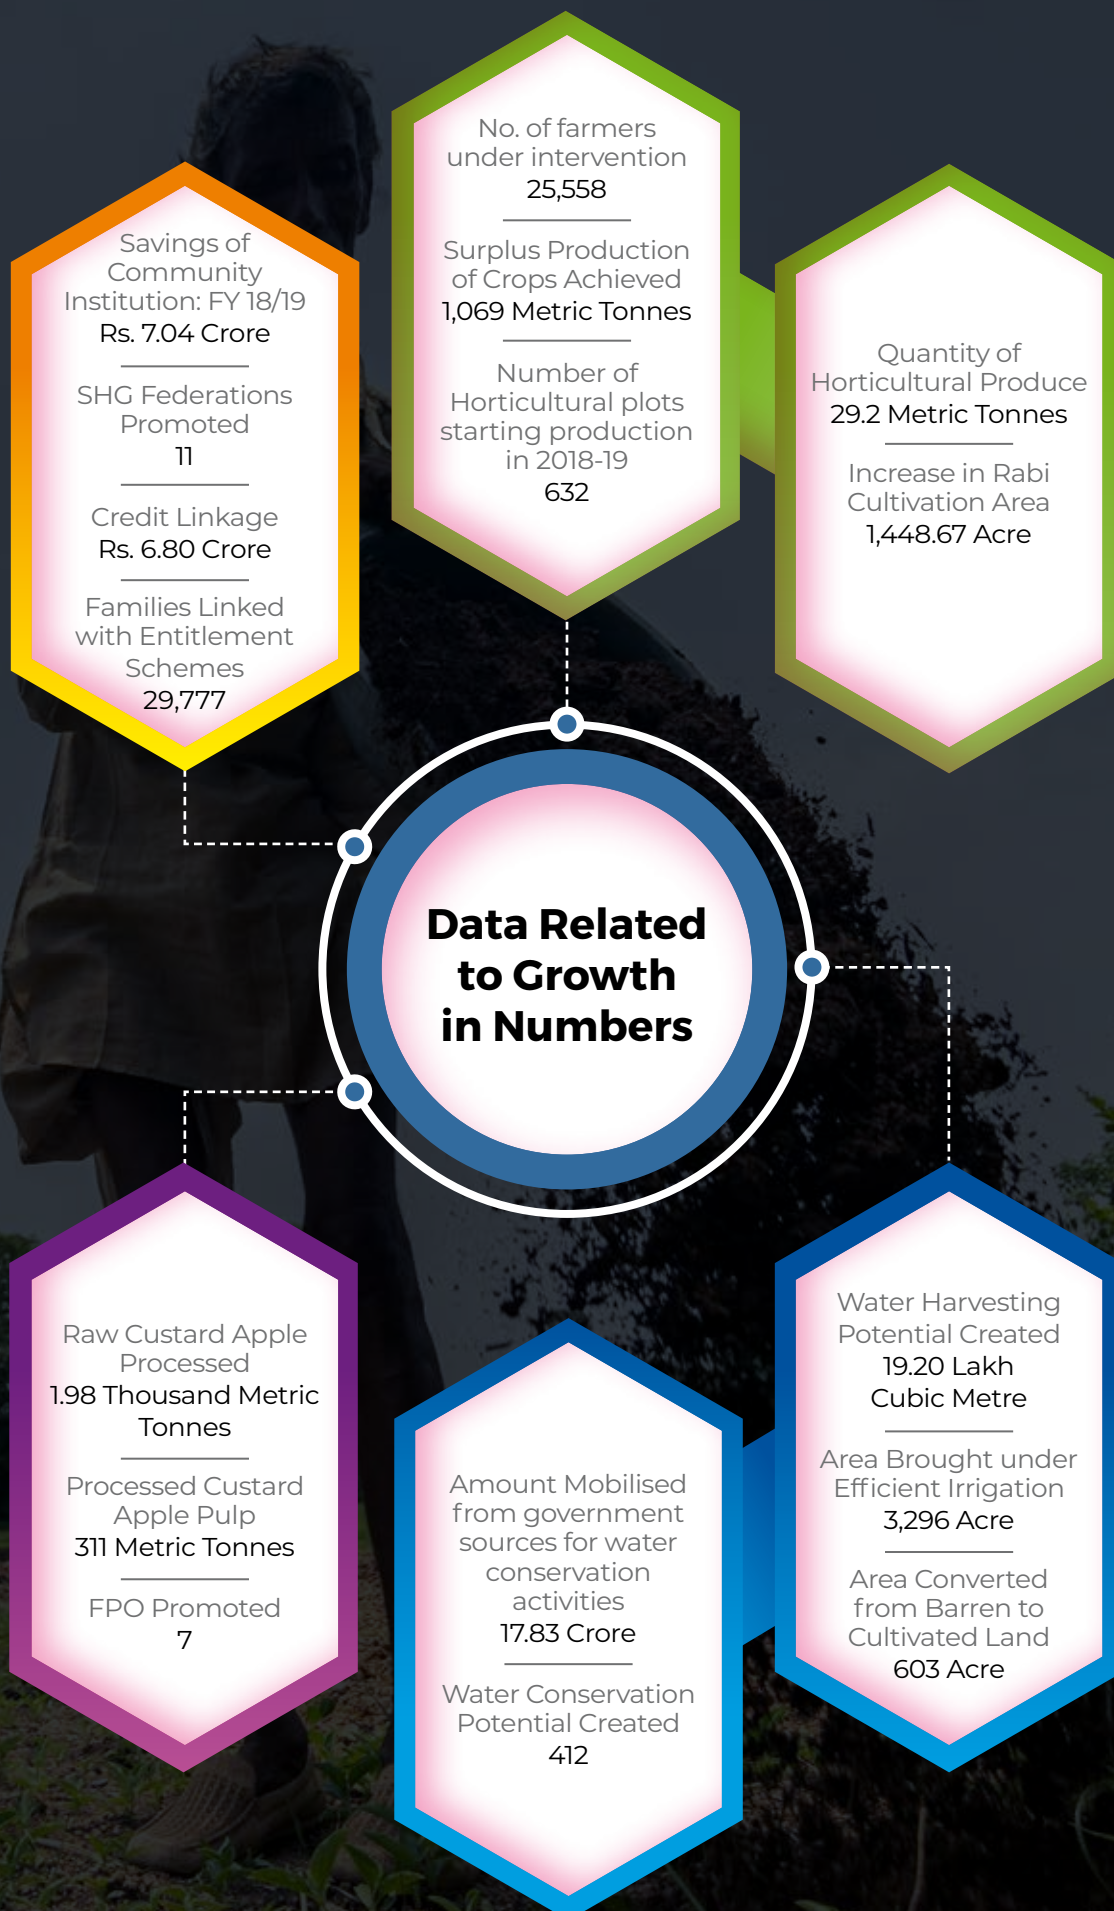 No. of farmers
under intervention
25,558
Surplus Production
of Crops Achieved
1,069 Metric Tonnes
Number of
Horticultural plots
starting production
in 2018-19
632
Savings of
Community
Institution: FY 18/19
Rs. 7.04 Crore
SHG Federations
Promoted
11
Credit Linkage
Rs. 6.80 Crore
Families Linked
with Entitlement
Schemes
29,777
Quantity of
Horticultural Produce
29.2 Metric Tonnes
Increase in Rabi
Cultivation Area
1,448.67 Acre
Data Related
to Growth
in Numbers
Raw Custard Apple
Processed
1.98 Thousand Metric
Tonnes
Processed Custard
Apple Pulp
311 Metric Tonnes
FPO Promoted
7
Amount Mobilised
from government
sources for water
conservation
activities
17.83 Crore
Water Conservation
Potential Created
412
Water Harvesting
Potential Created
19.20 Lakh
Cubic Metre
Area Brought under
Efficient Irrigation
3,296 Acre
Area Converted
from Barren to
Cultivated Land
603 Acre